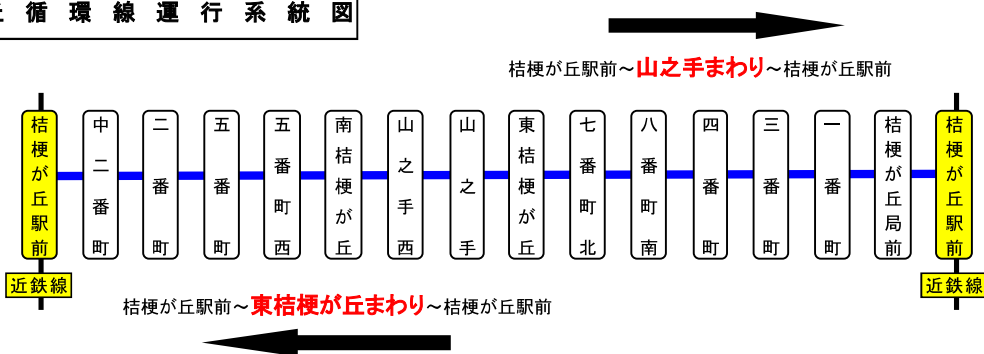 循環線運行系統図
桔梗が丘駅前～山之手まわり～桔梗が丘駅前
桔梗が丘駅前
中二番町
二番町
五番町
五番町西
南桔梗が丘
山之手西
山之手
東桔梗が丘
七番町北
八番町南
四番町
三番町
一番町
桔梗が丘局前
桔梗が丘駅前
近鉄線
近鉄線
桔梗が丘駅前～東桔梗が丘まわり～桔梗が丘駅前